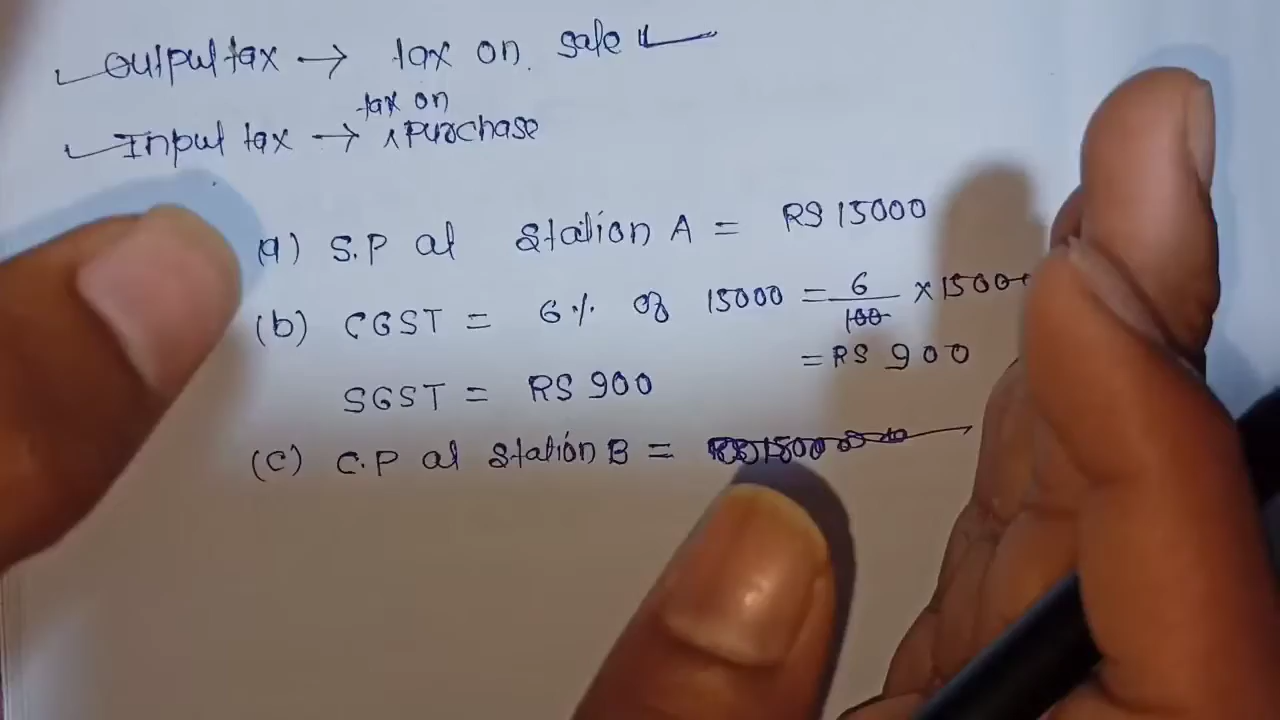 Output tax → tax on sale
tax on
Input tax → ^ purchase
(a) S.P at Station A = RS 15000
(b) CGST = 6% of 15000 = 6/100 × 15000
= RS 900
SGST = RS 900
(c) C.P at Station B =